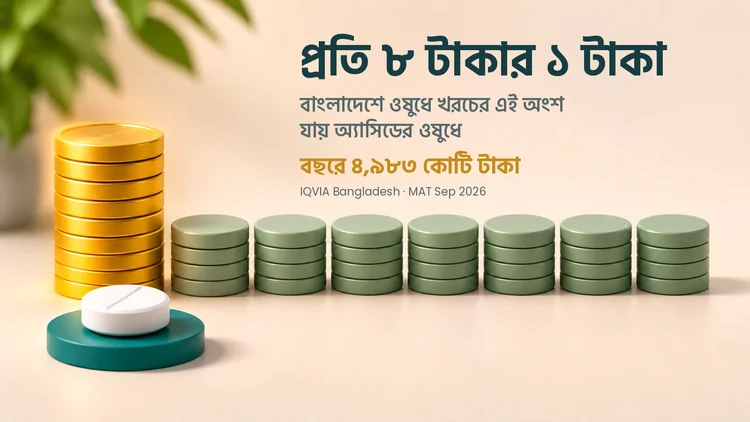 প্রতি ৮ টাকার ১ টাকা
বাংলাদেশে ওষুধে খরচের এই অংশ
যায় অ্যাসিডের ওষুধে
বছরে ৪,৯৮৩ কোটি টাকা
IQVIA Bangladesh · MAT Sep 2026